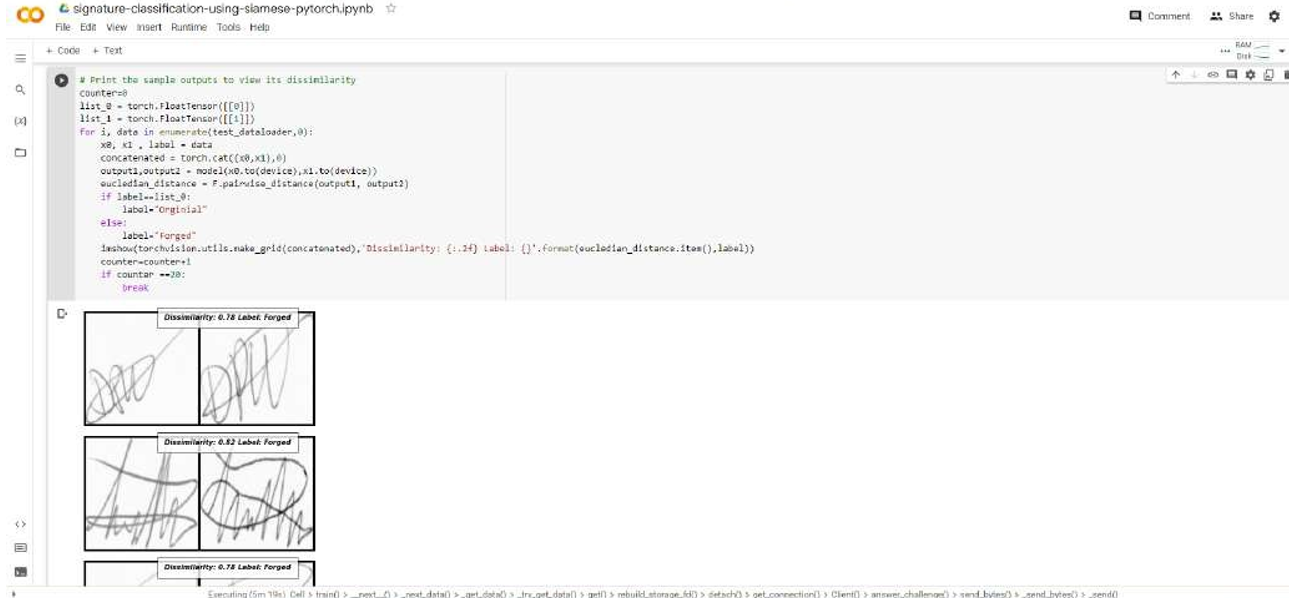 signature-classification-using-siamese-pytorch.ipynb
File Edit View Insert Runtime Tools Help
Comment Share
+ Code + Text
RAM
Disk
# Print the sample outputs to view its dissimilarity
counter=0
list_0 = torch.FloatTensor([[0]])
list_1 = torch.FloatTensor([[1]])
for i, data in enumerate(test_dataloader,0):
x0, x1 , label = data
concatenated = torch.cat((x0,x1),0)
output1,output2 = model(x0.to(device),x1.to(device))
eucledian_distance = F.pairwise_distance(output1, output2)
if label==list_0:
label="Orginial"
else:
label="Forged"
imshow(torchvision.utils.make_grid(concatenated),'Dissimilarity: {:.2f} Label: {}'.format(eucledian_distance.item(),label))
counter=counter+1
if counter ==20:
break
Dissimilarity: 0.78 Label: Forged
Dissimilarity: 0.82 Label: Forged
Dissimilarity: 0.78 Label: Forged
Executing (5m 19s) Cell > train() > __next__() > _next_data() > _get_data() > _try_get_data() > get() > rebuild_storage_fd() > detach() > get_connection() > Client() > answer_challenge() > send_bytes() > _send_bytes() > _send()